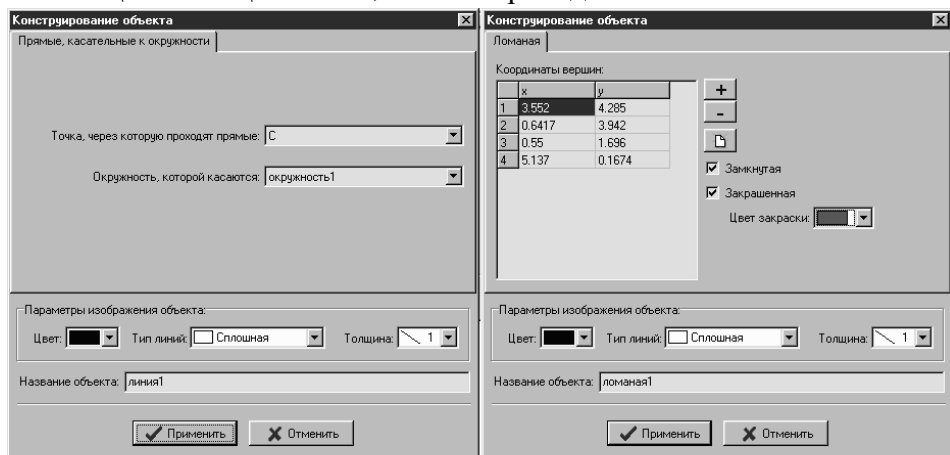 Конструирование объекта
Прямые, касательные к окружности
Точка, через которую проходят прямые: C
Окружность, которой касаются: окружность1
Параметры изображения объекта:
Цвет: Тип линий: Сплошная Толщина: 1
Название объекта: линия1
Применить Отменить
Конструирование объекта
Ломаная
Координаты вершин:
x y
1 3.552 4.285
2 0.6417 3.942
3 0.55 1.696
4 5.137 0.1674
+
-
Замкнутая
Закрашенная
Цвет закраски:
Параметры изображения объекта:
Цвет: Тип линий: Сплошная Толщина: 1
Название объекта: ломаная1
Применить Отменить